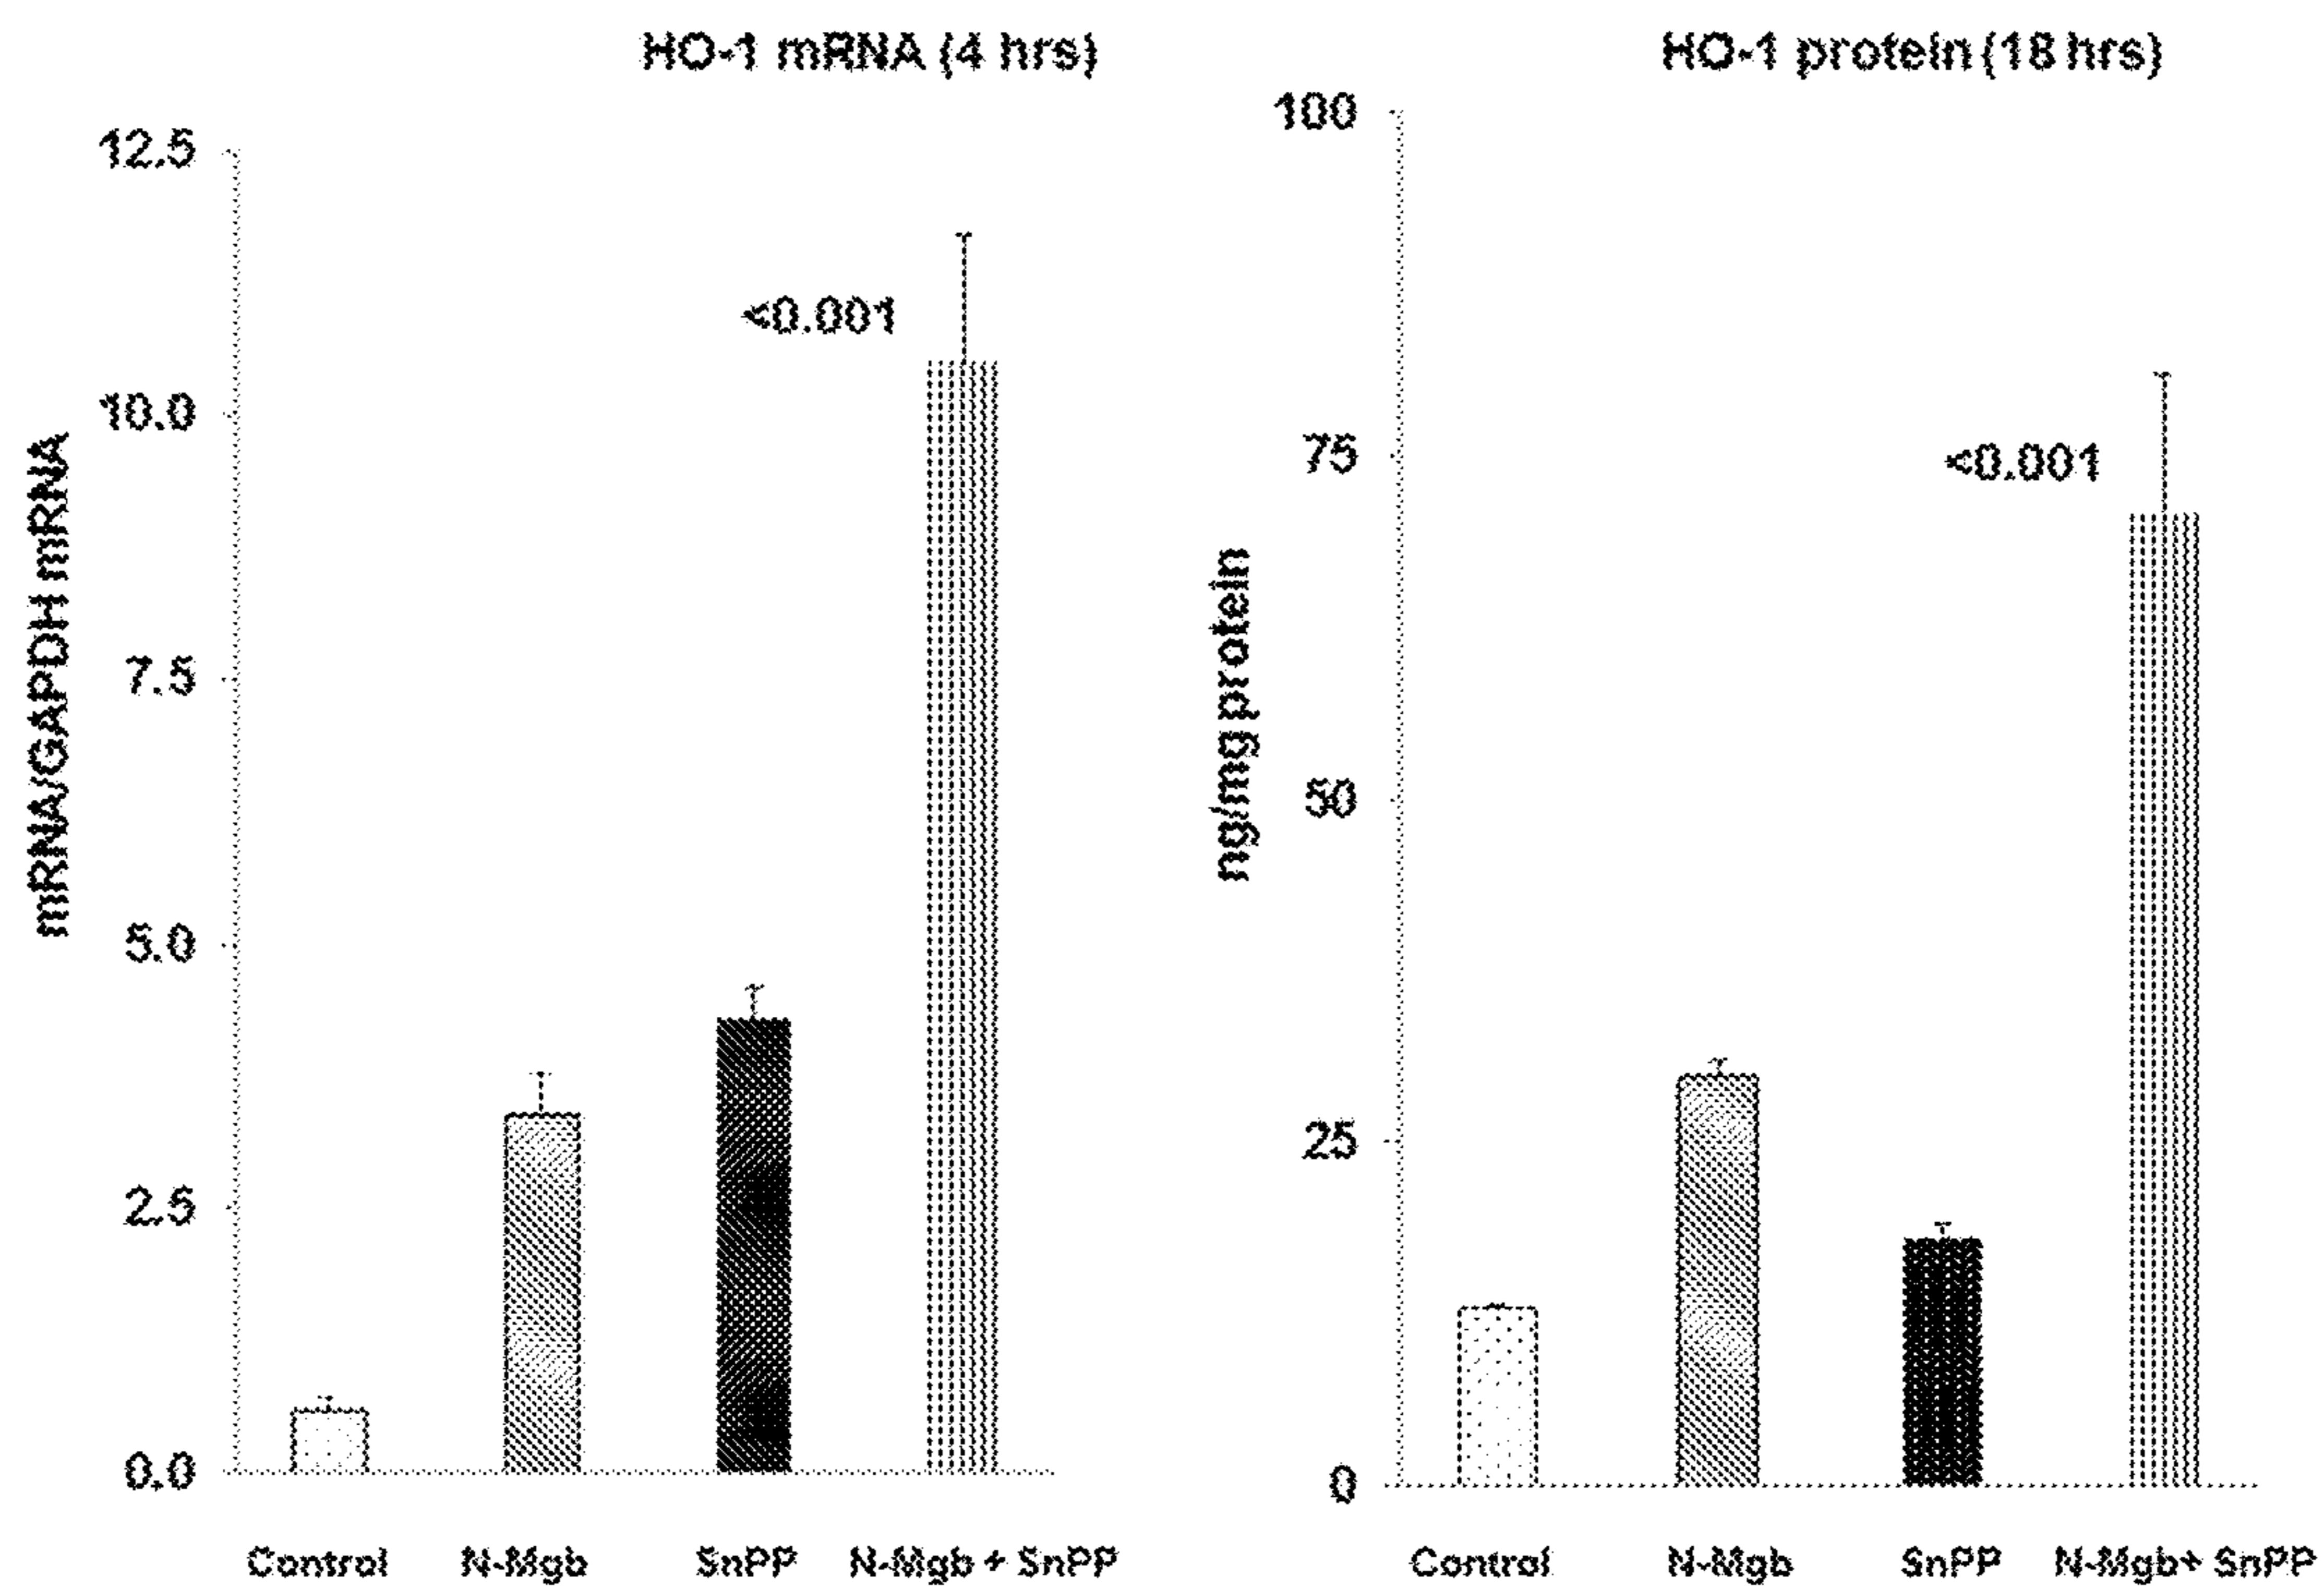 HO-1 mRNA (4 hrs)
mRNA/GAPDH mRNA
12.5
10.0
7.5
5.0
2.5
0.0
<0.001
Control N-Mgb SnPP N-Mgb + SnPP
HO-1 protein (18 hrs)
ng/mg protein
100
75
50
25
0
<0.001
Control N-Mgb SnPP N-Mgb+ SnPP